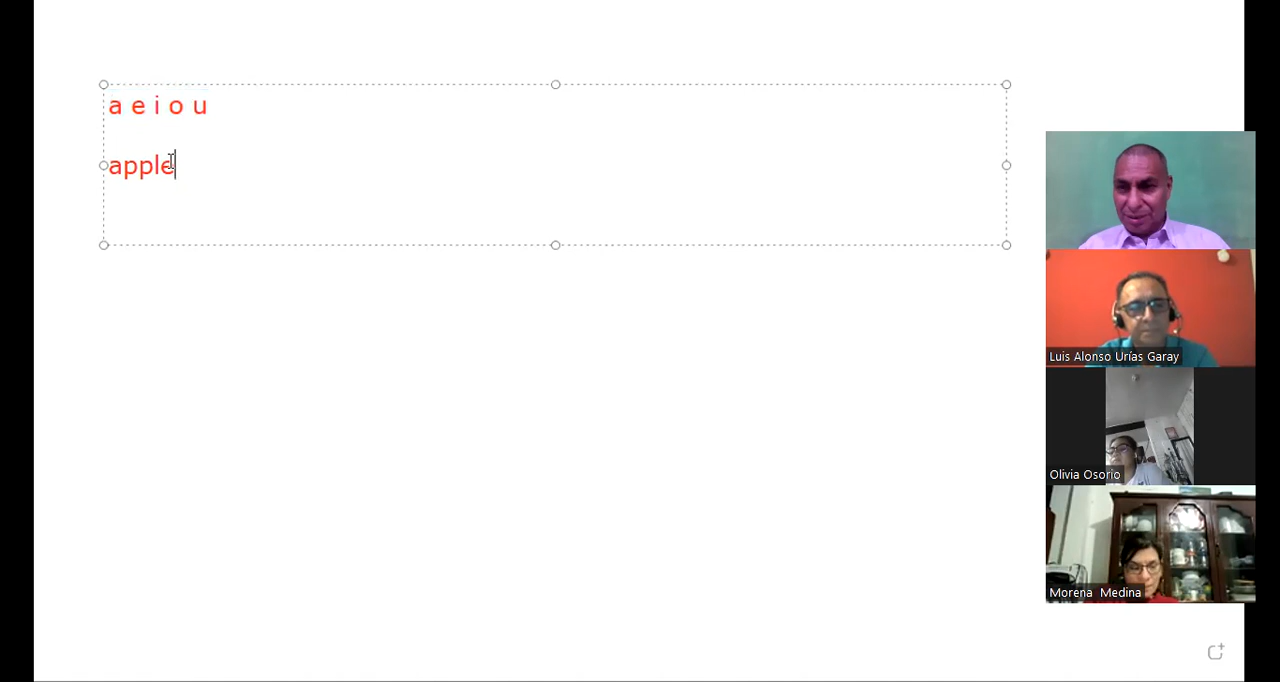 a e i o u
apple
Luis Alonso Urías Garay
Olivia Osorio
Morena Medina